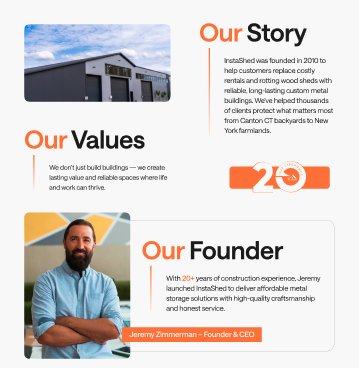 Our Story
InstaShed was founded in 2010 to
help customers replace costly
rentals and rotting wood sheds with
reliable, long-lasting custom metal
buildings. We've helped thousands
of clients protect what matters most
from Canton CT backyards to New
York farmlands.
Our Values
We don't just build buildings — we create
lasting value and reliable spaces where life
and work can thrive.
20
Our Founder
With 20+ years of construction experience, Jeremy
launched InstaShed to deliver affordable metal
storage solutions with high-quality craftsmanship
and honest service.
Jeremy Zimmerman – Founder & CEO